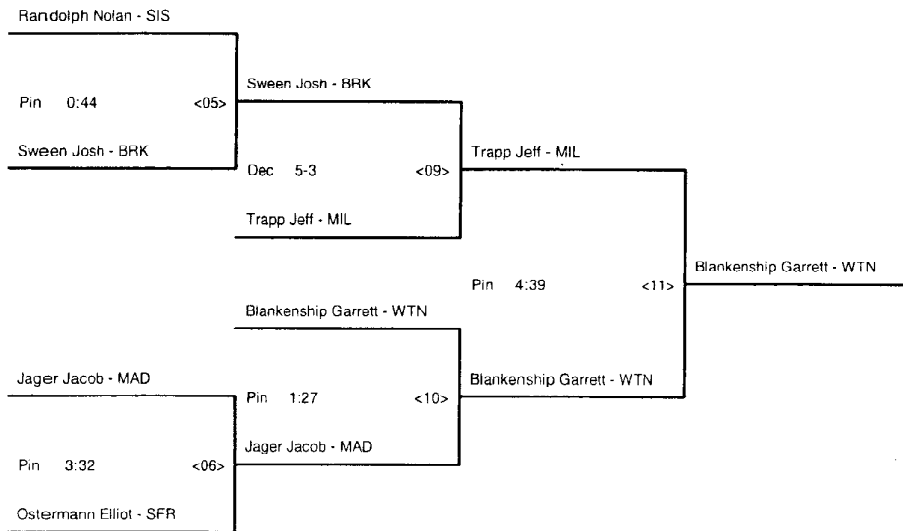 Randolph Nolan - SIS
Pin 0:44 <05>
Sween Josh - BRK
Sween Josh - BRK
Dec 5-3 <09>
Trapp Jeff - MIL
Trapp Jeff - MIL
Pin 4:39 <11>
Blankenship Garrett - WTN
Blankenship Garrett - WTN
Pin 1:27 <10>
Jager Jacob - MAD
Blankenship Garrett - WTN
Jager Jacob - MAD
Pin 3:32 <06>
Ostermann Elliot - SFR